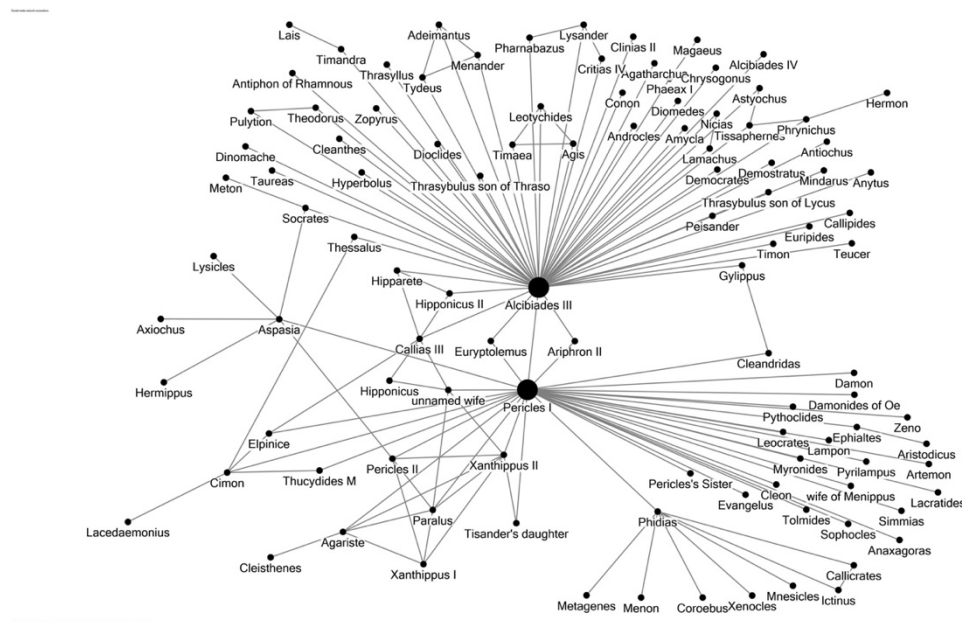 Lais
Adeimantus
Lysander
Pharnabazus
Clinias II
Magaeus
Timandra
Menander
Critias IV
Agatharchus
Chrysogonus
Alcibiades IV
Thrasyllus
Tydeus
Phaeax I
Antiphon of Rhamnous
Astyochus
Hermon
Conon
Diomedes
Pulytion
Theodorus
Zopyrus
Leotychides
Nicias
Androcles
Amycla
Tissaphernes
Phrynichus
Cleanthes
Dioclides
Timaea
Agis
Lamachus
Antiochus
Dinomache
Democrates
Demostratus
Meton
Taureas
Hyperbolus
Thrasybulus son of Thraso
Mindarus
Anytus
Thrasybulus son of Lycus
Socrates
Peisander
Callipides
Euripides
Thessalus
Timon
Teucer
Lysicles
Gylippus
Hipparete
Hipponicus II
Alcibiades III
Axiochus
Aspasia
Callias III
Euryptolemus
Ariphron II
Cleandridas
Hermippus
Hipponicus
unnamed wife
Pericles I
Damon
Damonides of Oe
Pythoclides
Zeno
Elpinice
Leocrates
Ephialtes
Lampon
Aristodicus
Pericles II
Xanthippus II
Myronides
Pyrilampus
Artemon
Cimon
Thucydides M
Pericles's Sister
Cleon
wife of Menippus
Lacratides
Evangelus
Paralus
Tolmides
Simmias
Lacedaemonius
Tisander's daughter
Phidias
Sophocles
Agariste
Anaxagoras
Cleisthenes
Xanthippus I
Callicrates
Metagenes
Menon
Coroebus
Xenocles
Mnesicles
Ictinus